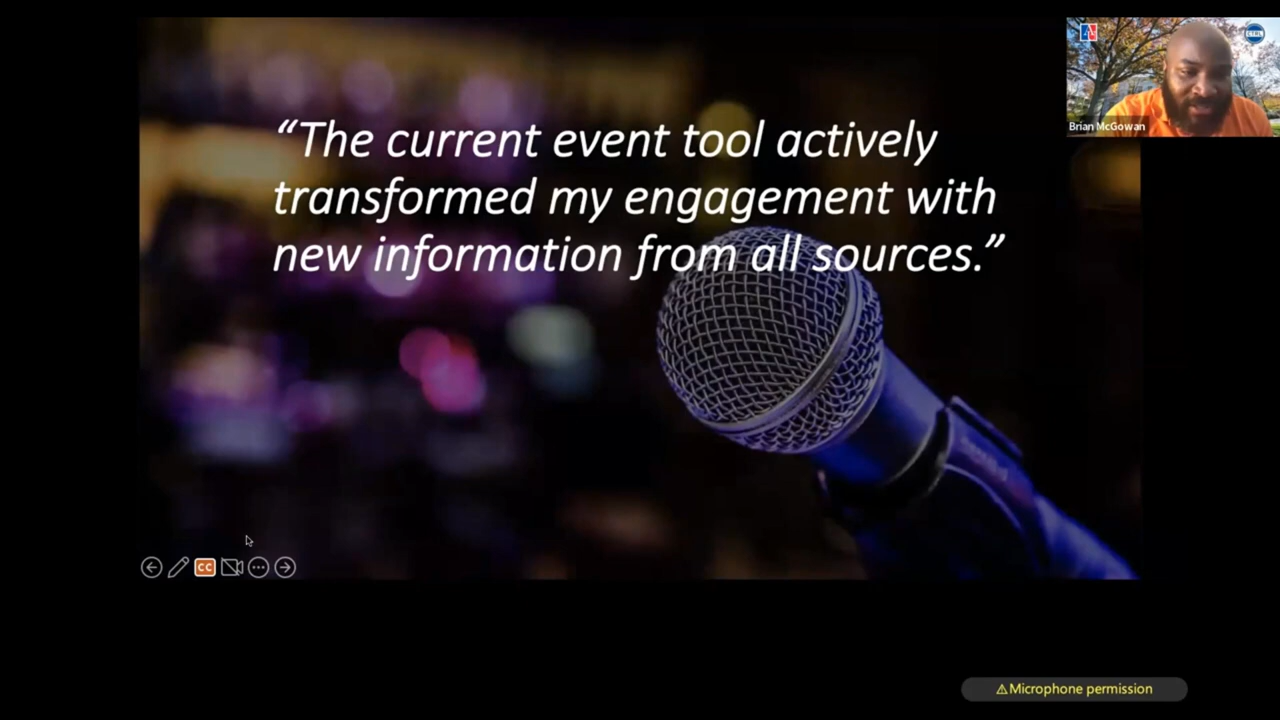 “The current event tool actively
transformed my engagement with
new information from all sources.”
Brian McGowan
CTRL
CC
⚠Microphone permission